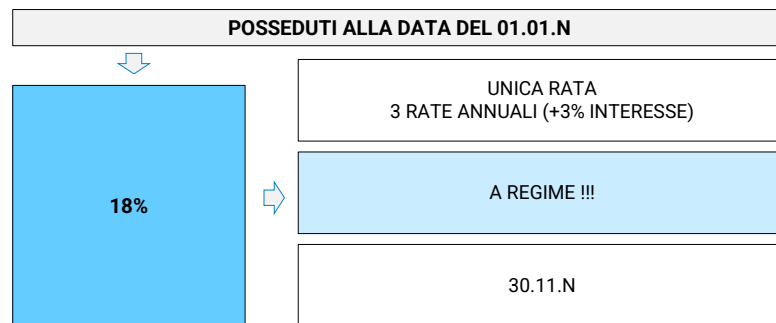 POSSEDUTI ALLA DATA DEL 01.01.N
UNICA RATA
3 RATE ANNUALI (+3% INTERESSE)
18%
A REGIME !!!
30.11.N